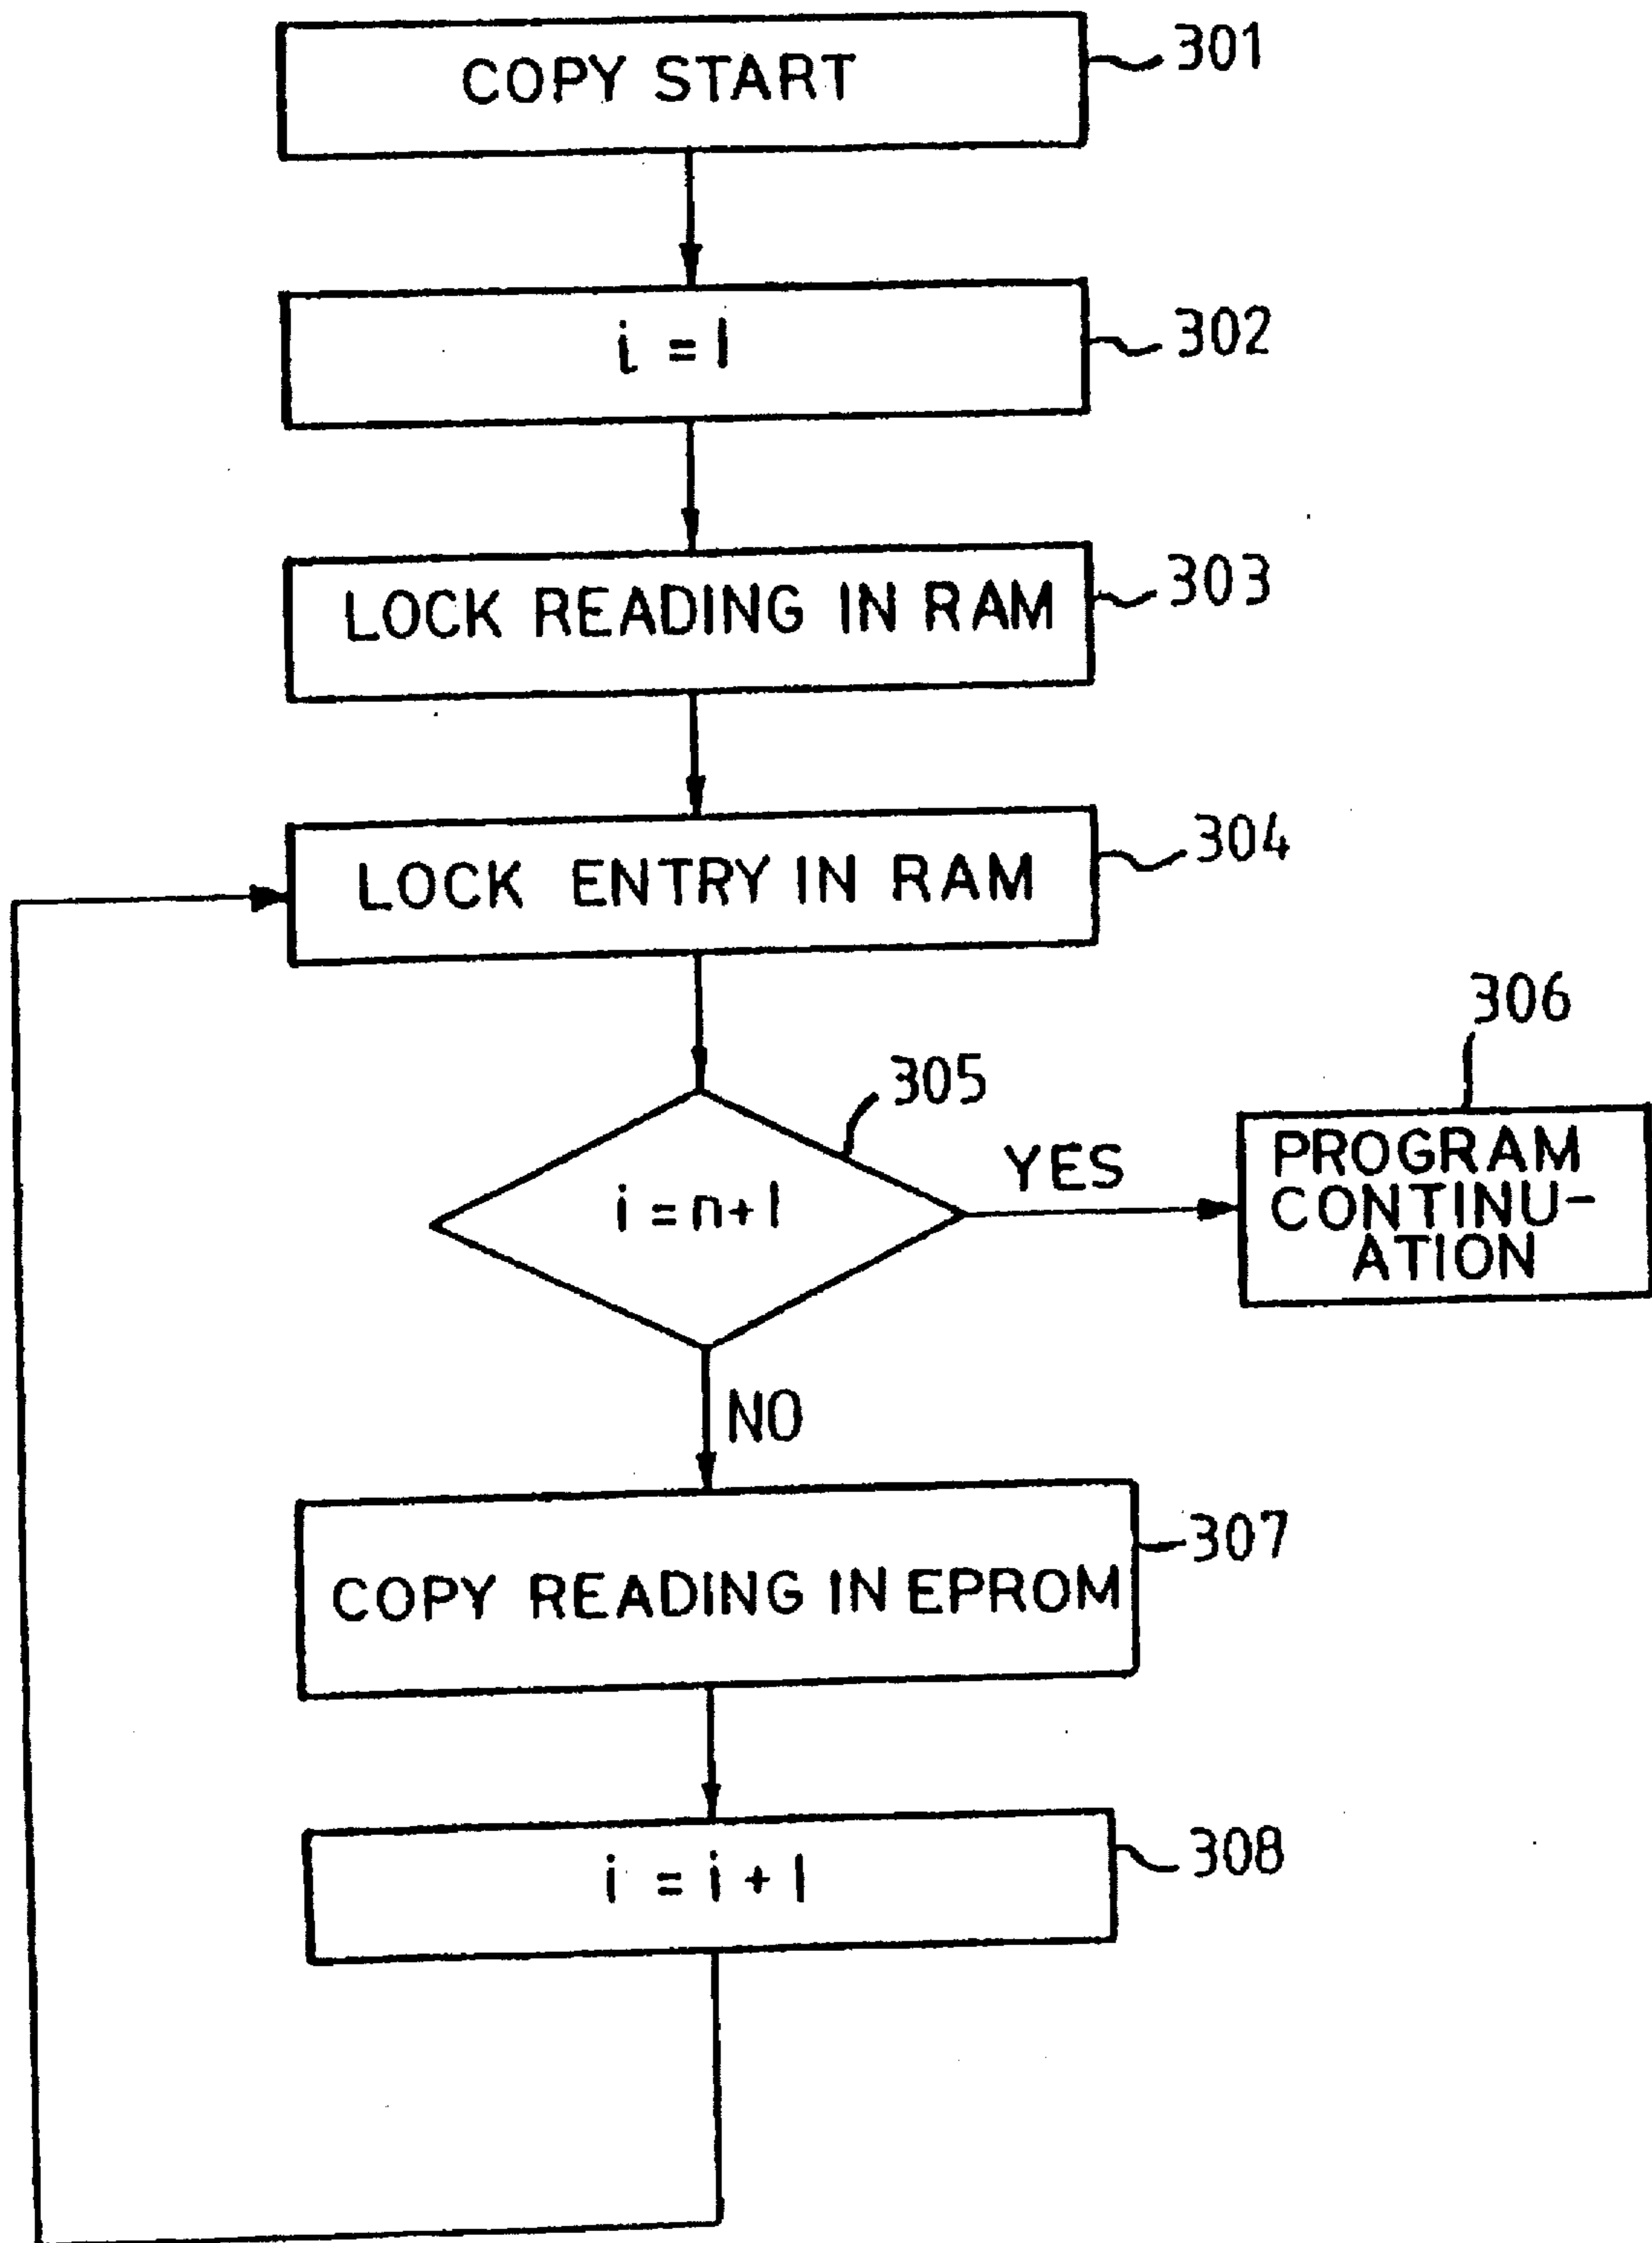 COPY START
301
i = 1
302
LOCK READING IN RAM
303
LOCK ENTRY IN RAM
304
305
i = n+1
YES
306
PROGRAM
CONTINU-
ATION
NO
COPY READING IN EPROM
307
i = i + 1
308